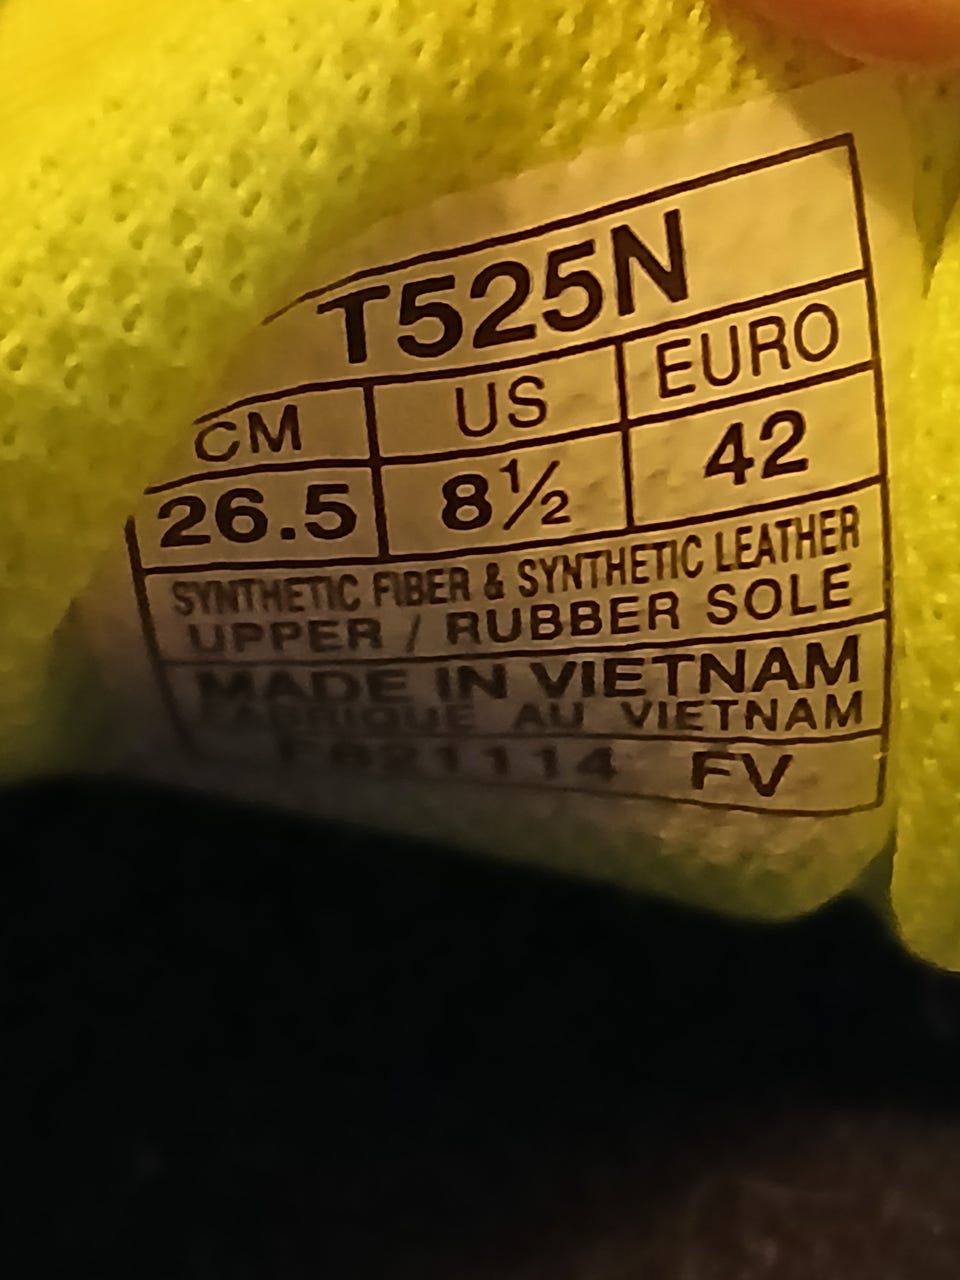 T525N
CM US EURO
26.5 8½ 42
SYNTHETIC FIBER & SYNTHETIC LEATHER
UPPER / RUBBER SOLE
MADE IN VIETNAM
FABRIQUE AU VIETNAM
FV